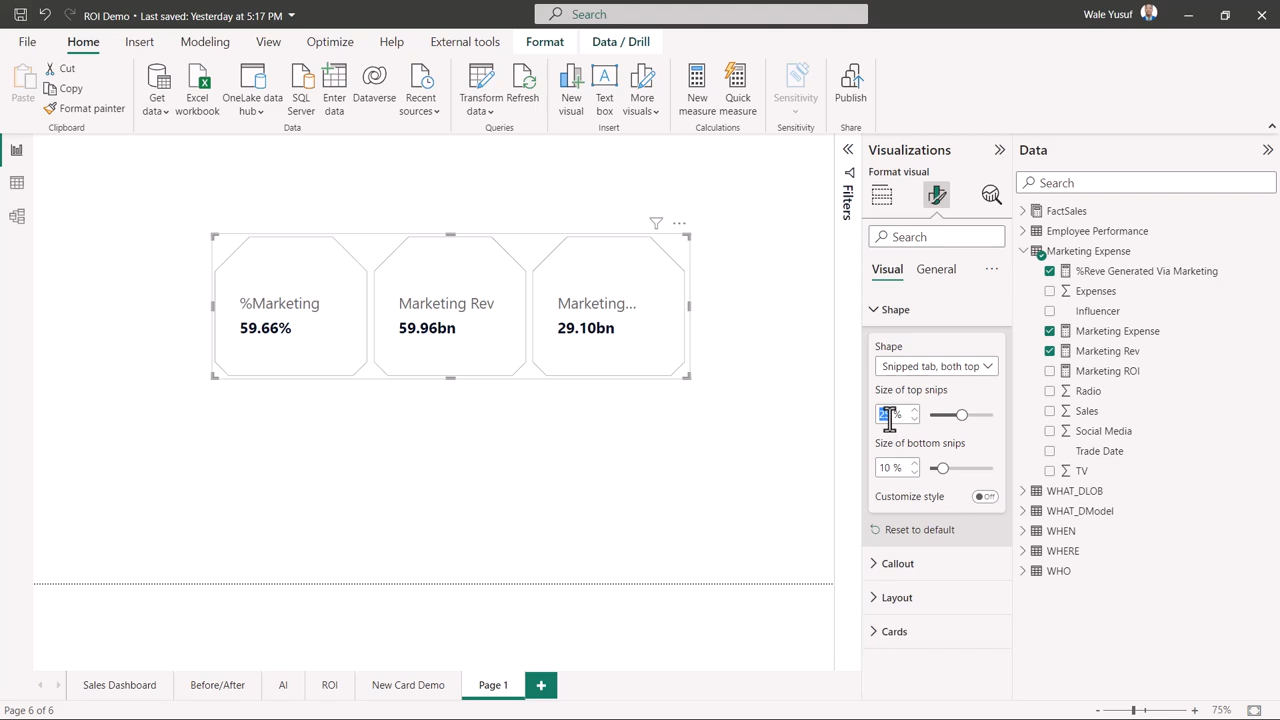 ROI Demo • Last saved: Yesterday at 5:17 PM
Search
Wale Yusuf
File
Home
Insert
Modeling
View
Optimize
Help
External tools
Format
Data / Drill
Paste
Cut
Copy
Format painter
Clipboard
Get data
Excel workbook
OneLake data hub
SQL Server
Enter data
Dataverse
Recent sources
Data
Transform data
Refresh
Queries
New visual
Text box
More visuals
Insert
New measure
Quick measure
Calculations
Sensitivity
Sensitivity
Publish
Share
%Marketing
59.66%
Marketing Rev
59.96bn
Marketing...
29.10bn
Filters
Visualizations
Format visual
Search
Visual
General
Shape
Shape
Snipped tab, both top
Size of top snips
%
Size of bottom snips
10 %
Customize style
Off
Reset to default
Callout
Layout
Cards
Data
Search
FactSales
Employee Performance
Marketing Expense
%Reve Generated Via Marketing
Expenses
Influencer
Marketing Expense
Marketing Rev
Marketing ROI
Radio
Sales
Social Media
Trade Date
TV
WHAT_DLOB
WHAT_DModel
WHEN
WHERE
WHO
Sales Dashboard
Before/After
AI
ROI
New Card Demo
Page 1
Page 6 of 6
75%